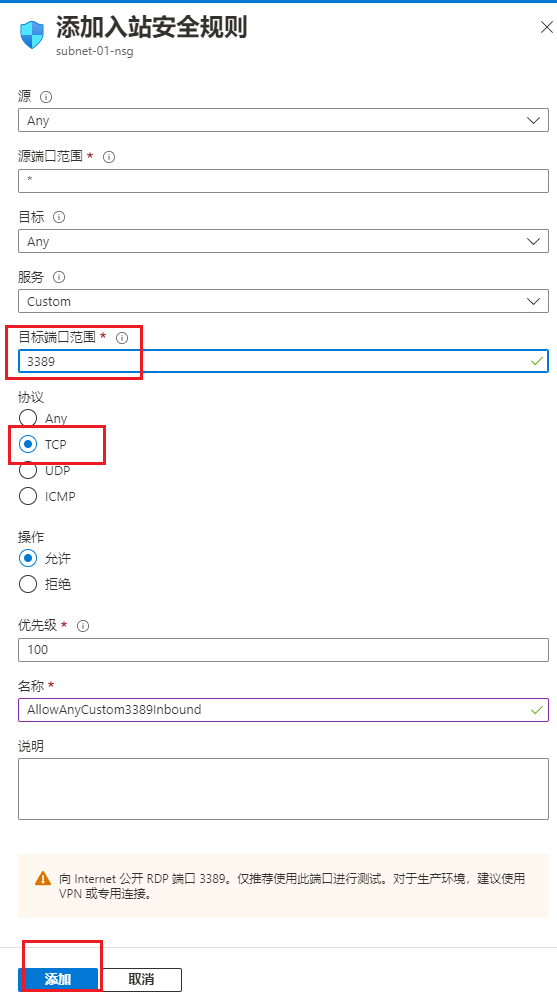 添加入站安全规则
subnet-01-nsg
源
Any
源端口范围 *
*
目标
Any
服务
Custom
目标端口范围 *
3389
协议
Any
TCP
UDP
ICMP
操作
允许
拒绝
优先级 *
100
名称 *
AllowAnyCustom3389Inbound
说明
向 Internet 公开 RDP 端口 3389。仅推荐使用此端口进行测试。对于生产环境，建议使用
VPN 或专用连接。
添加 取消